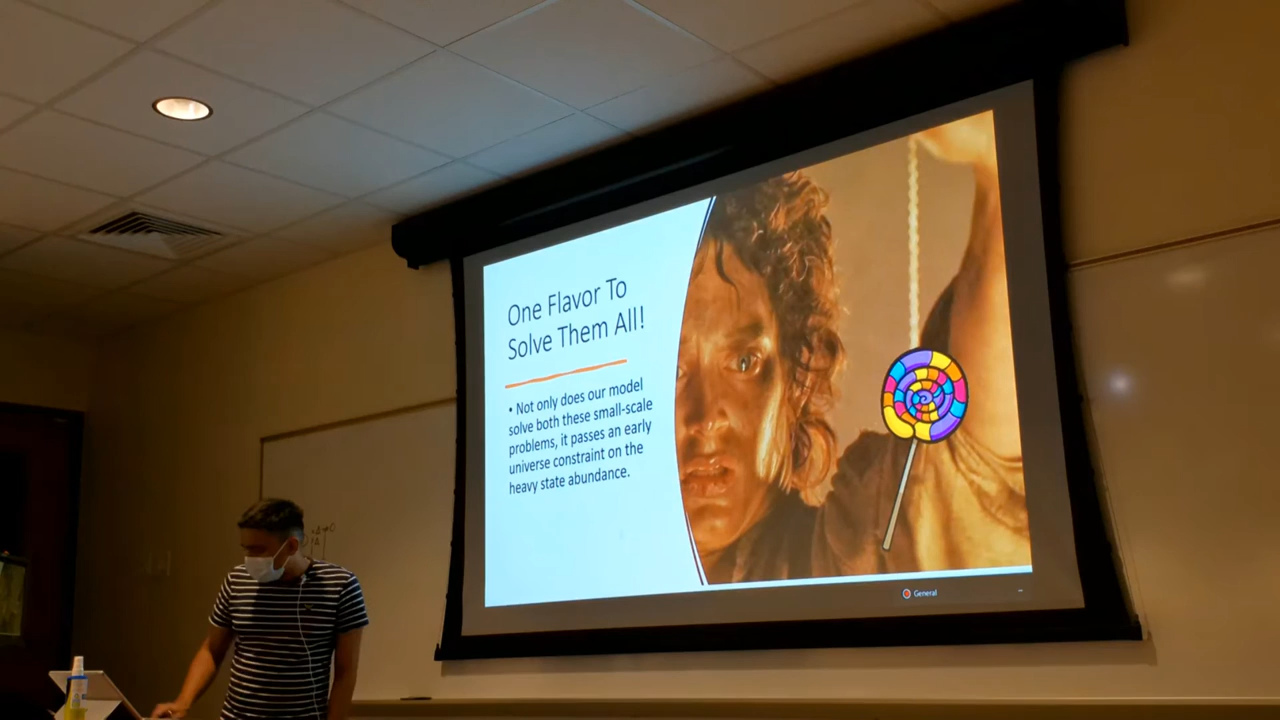 One Flavor To
Solve Them All!
• Not only does our model
solve both these small-scale
problems, it passes an early
universe constraint on the
heavy state abundance.
General